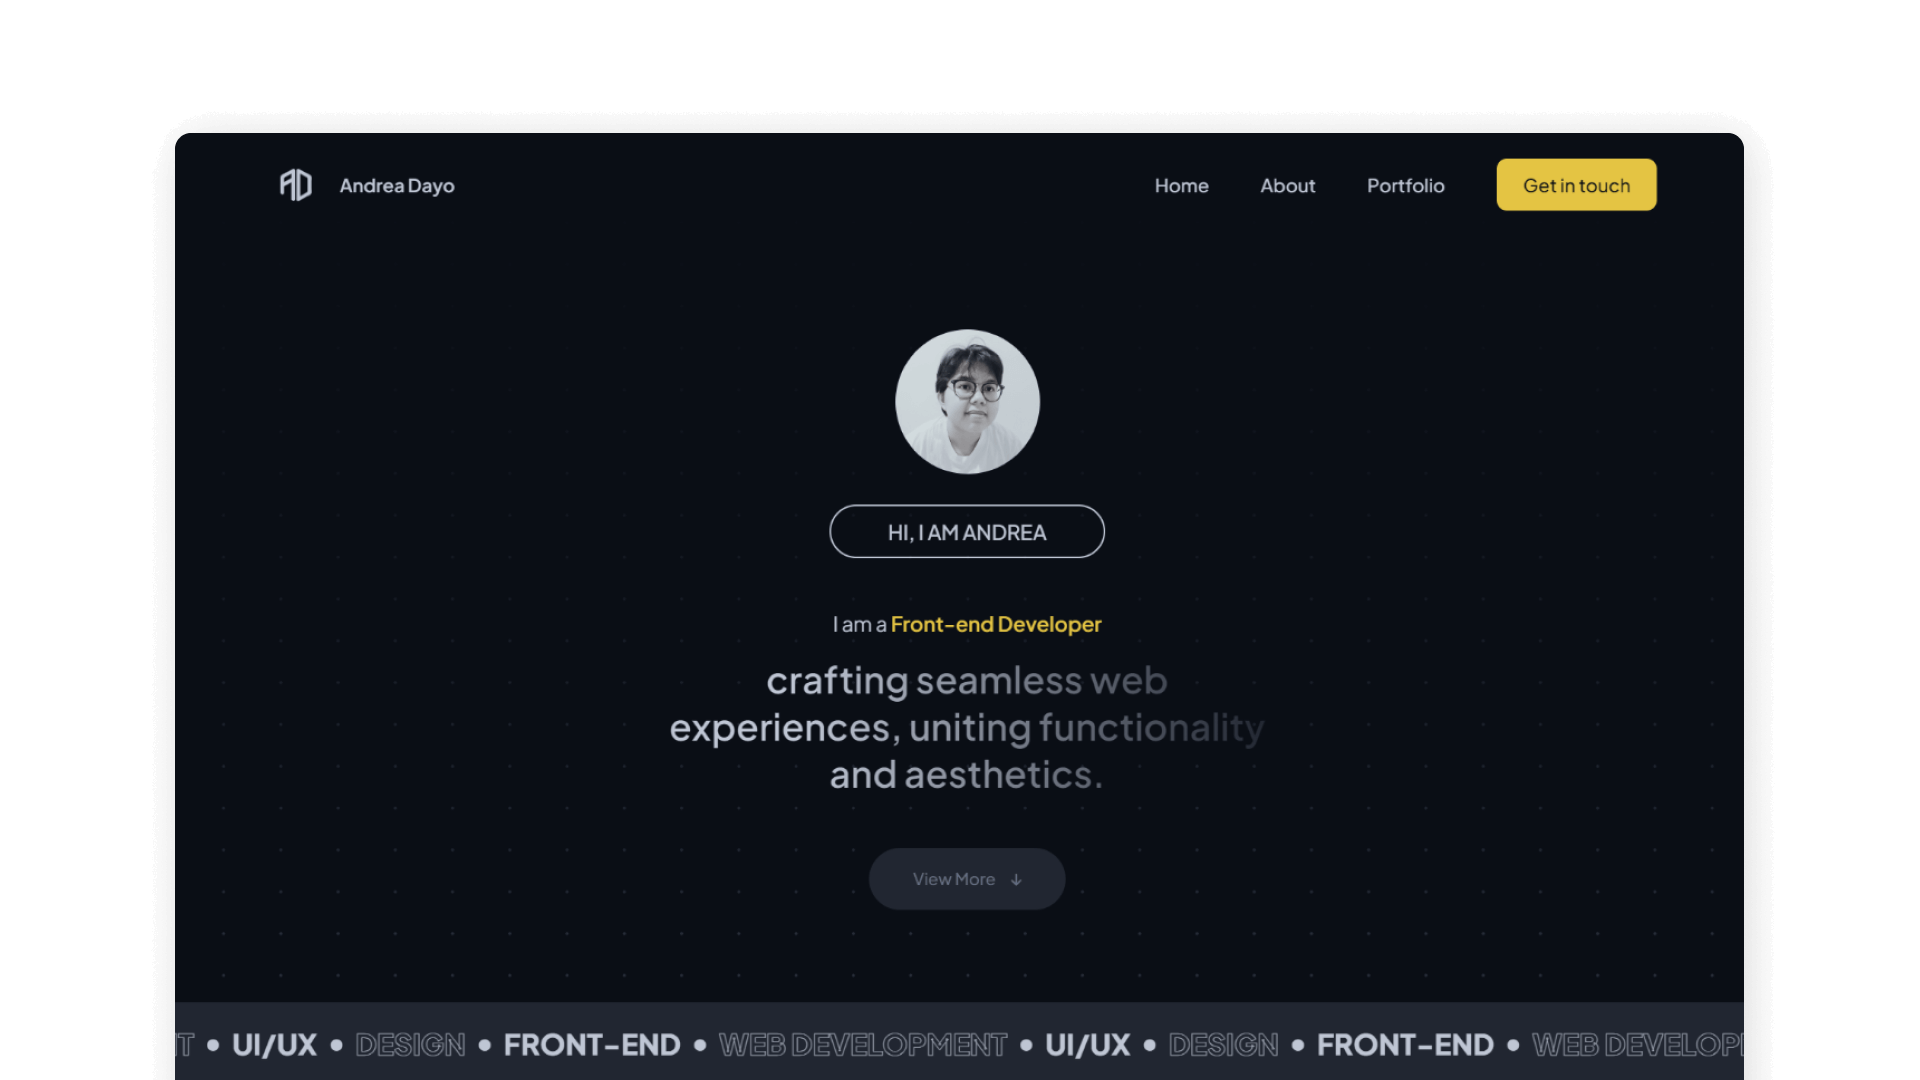 AD Andrea Dayo
Home About Portfolio Get in touch
HI, I AM ANDREA
I am a Front-end Developer
crafting seamless web
experiences, uniting functionality
and aesthetics.
View More ↓
T • UI/UX • DESIGN • FRONT-END • WEB DEVELOPMENT • UI/UX • DESIGN • FRONT-END • WEB DEVELOP